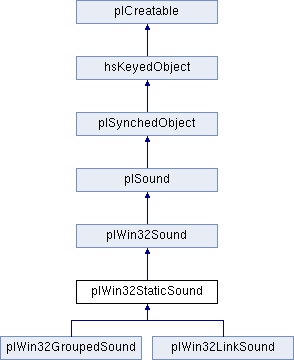 plCreatable
hsKeyedObject
plSynchedObject
plSound
plWin32Sound
plWin32StaticSound
plWin32GroupedSound
plWin32LinkSound